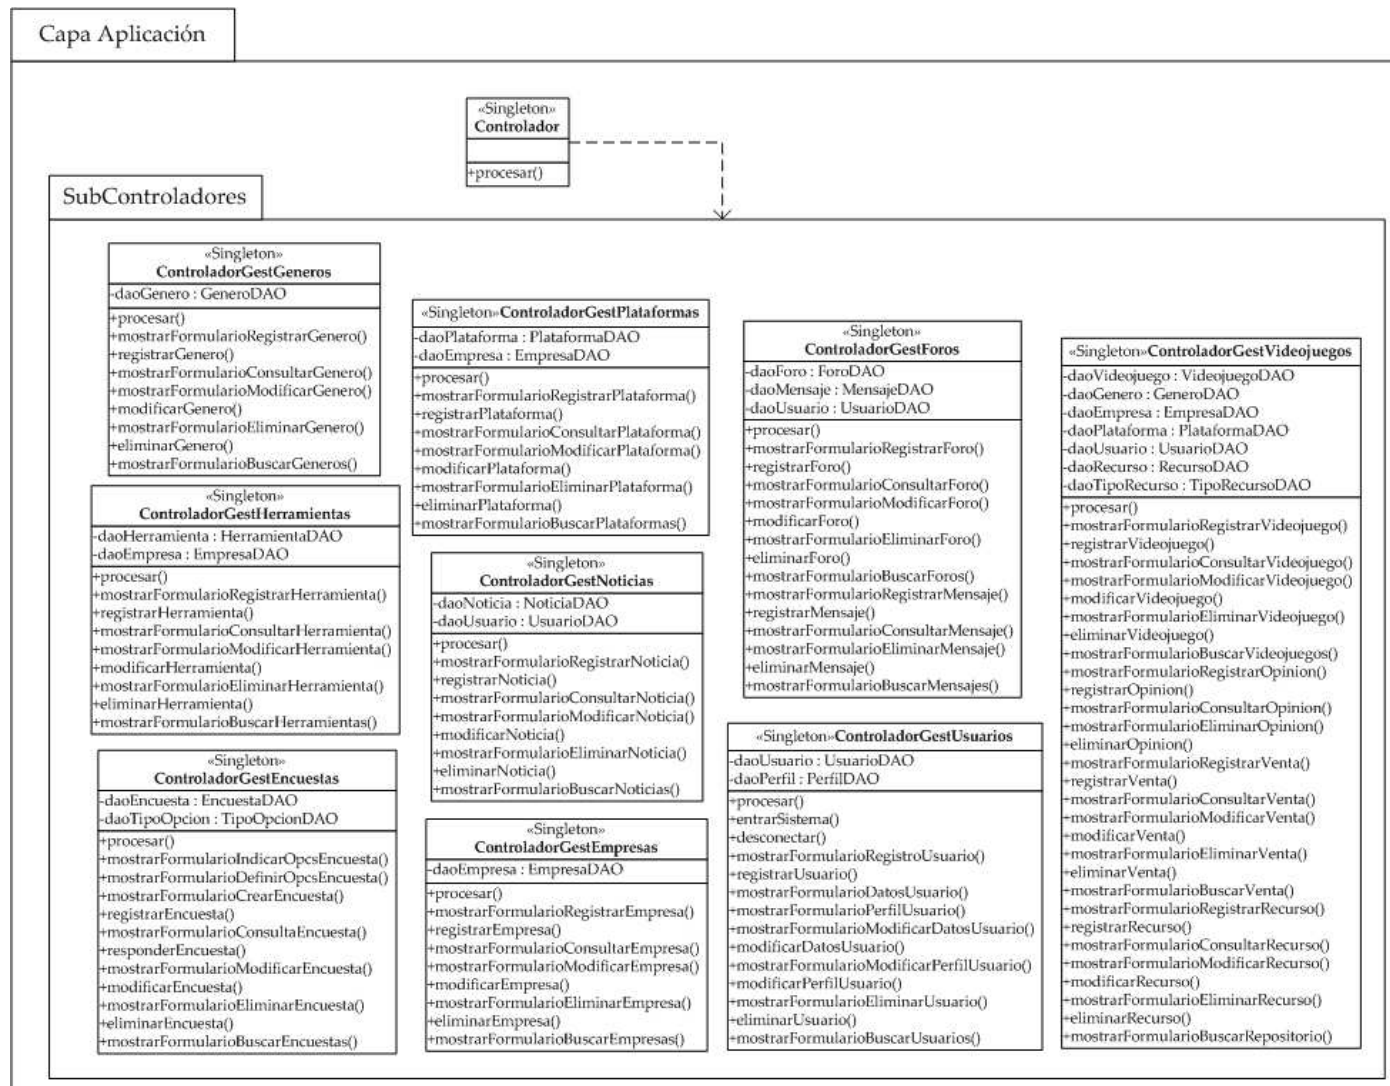 Capa Aplicación
«Singleton»
Controlador
+procesar()
SubControladores
«Singleton»
ControladorGestGeneros
-daoGenero : GeneroDAO
+procesar()
+mostrarFormularioRegistrarGenero()
+registrarGenero()
+mostrarFormularioConsultarGenero()
+mostrarFormularioModificarGenero()
+modificarGenero()
+mostrarFormularioEliminarGenero()
+eliminarGenero()
+mostrarFormularioBuscarGeneros()
«Singleton»
ControladorGestHerramientas
-daoHerramienta : HerramientaDAO
-daoEmpresa : EmpresaDAO
+procesar()
+mostrarFormularioRegistrarHerramienta()
+registrarHerramienta()
+mostrarFormularioConsultarHerramienta()
+mostrarFormularioModificarHerramienta()
+modificarHerramienta()
+mostrarFormularioEliminarHerramienta()
+eliminarHerramienta()
+mostrarFormularioBuscarHerramientas()
«Singleton»
ControladorGestEncuestas
-daoEncuesta : EncuestaDAO
-daoTipoOpcion : TipoOpcionDAO
+procesar()
+mostrarFormularioIndicarOpcsEncuesta()
+mostrarFormularioDefinirOpcsEncuesta()
+mostrarFormularioCrearEncuesta()
+registrarEncuesta()
+mostrarFormularioConsultaEncuesta()
+responderEncuesta()
+mostrarFormularioModificarEncuesta()
+modificarEncuesta()
+mostrarFormularioEliminarEncuesta()
+eliminarEncuesta()
+mostrarFormularioBuscarEncuestas()
«Singleton»ControladorGestPlataformas
-daoPlataforma : PlataformaDAO
-daoEmpresa : EmpresaDAO
+procesar()
+mostrarFormularioRegistrarPlataforma()
+registrarPlataforma()
+mostrarFormularioConsultarPlataforma()
+mostrarFormularioModificarPlataforma()
+modificarPlataforma()
+mostrarFormularioEliminarPlataforma()
+eliminarPlataforma()
+mostrarFormularioBuscarPlataformas()
«Singleton»
ControladorGestNoticias
-daoNoticia : NoticiaDAO
-daoUsuario : UsuarioDAO
+procesar()
+mostrarFormularioRegistrarNoticia()
+registrarNoticia()
+mostrarFormularioConsultarNoticia()
+mostrarFormularioModificarNoticia()
+modificarNoticia()
+mostrarFormularioEliminarNoticia()
+eliminarNoticia()
+mostrarFormularioBuscarNoticias()
«Singleton»
ControladorGestEmpresas
-daoEmpresa : EmpresaDAO
+procesar()
+mostrarFormularioRegistrarEmpresa()
+registrarEmpresa()
+mostrarFormularioConsultarEmpresa()
+mostrarFormularioModificarEmpresa()
+modificarEmpresa()
+mostrarFormularioEliminarEmpresa()
+eliminarEmpresa()
+mostrarFormularioBuscarEmpresas()
«Singleton»
ControladorGestForos
-daoForo : ForoDAO
-daoMensaje : MensajeDAO
-daoUsuario : UsuarioDAO
+procesar()
+mostrarFormularioRegistrarForo()
+registrarForo()
+mostrarFormularioConsultarForo()
+mostrarFormularioModificarForo()
+modificarForo()
+mostrarFormularioEliminarForo()
+eliminarForo()
+mostrarFormularioBuscarForos()
+mostrarFormularioRegistrarMensaje()
+registrarMensaje()
+mostrarFormularioConsultarMensaje()
+mostrarFormularioEliminarMensaje()
+eliminarMensaje()
+mostrarFormularioBuscarMensajes()
«Singleton»ControladorGestUsuarios
-daoUsuario : UsuarioDAO
-daoPerfil : PerfilDAO
+procesar()
+entrarSistema()
+desconectar()
+mostrarFormularioRegistroUsuario()
+registrarUsuario()
+mostrarFormularioDatosUsuario()
+mostrarFormularioPerfilUsuario()
+mostrarFormularioModificarDatosUsuario()
+modificarDatosUsuario()
+mostrarFormularioModificarPerfilUsuario()
+modificarPerfilUsuario()
+mostrarFormularioEliminarUsuario()
+eliminarUsuario()
+mostrarFormularioBuscarUsuarios()
«Singleton»ControladorGestVideojuegos
-daoVideojuego : VideojuegoDAO
-daoGenero : GeneroDAO
-daoEmpresa : EmpresaDAO
-daoPlataforma : PlataformaDAO
-daoUsuario : UsuarioDAO
-daoRecurso : RecursoDAO
-daoTipoRecurso : TipoRecursoDAO
+procesar()
+mostrarFormularioRegistrarVideojuego()
+registrarVideojuego()
+mostrarFormularioConsultarVideojuego()
+mostrarFormularioModificarVideojuego()
+modificarVideojuego()
+mostrarFormularioEliminarVideojuego()
+eliminarVideojuego()
+mostrarFormularioBuscarVideojuegos()
+mostrarFormularioRegistrarOpinion()
+registrarOpinion()
+mostrarFormularioConsultarOpinion()
+mostrarFormularioEliminarOpinion()
+eliminarOpinion()
+mostrarFormularioRegistrarVenta()
+registrarVenta()
+mostrarFormularioConsultarVenta()
+mostrarFormularioModificarVenta()
+modificarVenta()
+mostrarFormularioEliminarVenta()
+eliminarVenta()
+mostrarFormularioBuscarVenta()
+mostrarFormularioRegistrarRecurso()
+registrarRecurso()
+mostrarFormularioConsultarRecurso()
+mostrarFormularioModificarRecurso()
+modificarRecurso()
+mostrarFormularioEliminarRecurso()
+eliminarRecurso()
+mostrarFormularioBuscarRepositorio()